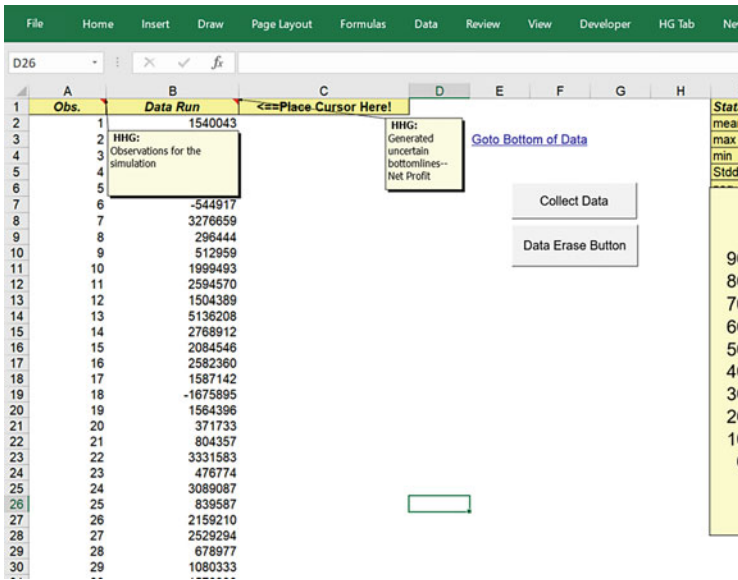 File Home Insert Draw Page Layout Formulas Data Review View Developer HG Tab
D26 fx
A B C D E F G H
1 Obs. Data Run <==Place Cursor Here!
2 1 1540043
3 2 Goto Bottom of Data max
4 3 min
5 4
6 5
HHG:
Observations for the
simulation
HHG:
Generated
uncertain
bottomlines--
Net Profit
7 6 -544917 Collect Data
8 7 3276659
9 8 296444 Data Erase Button
10 9 512959
11 10 1999493
12 11 2594570
13 12 1504389
14 13 5136208
15 14 2768912
16 15 2084546
17 16 2582360
18 17 1587142
19 18 -1675895
20 19 1564396
21 20 371733
22 21 804357
23 22 3331583
24 23 476774
25 24 3089087
26 25 839587
27 26 2159210
28 27 2529294
29 28 678977
30 29 1080333